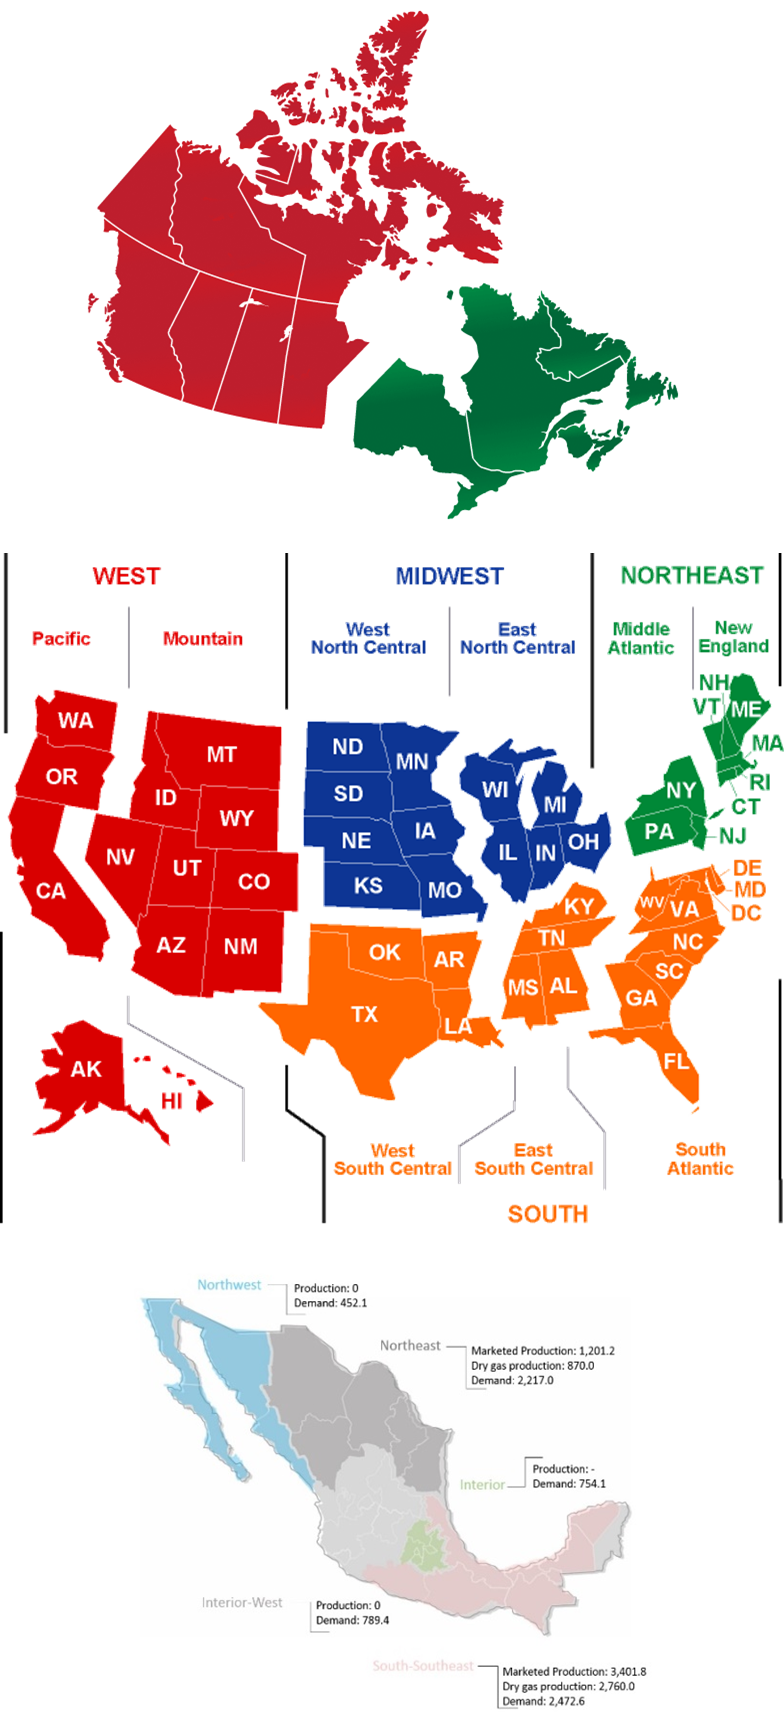 WEST
MIDWEST
NORTHEAST
Pacific
Mountain
West
North Central
East
North Central
Middle
Atlantic
New
England
NH
VT
ME
MA
RI
CT
NJ
NY
PA
WA
OR
CA
MT
ID
WY
NV
UT
CO
AZ
NM
ND
MN
SD
NE
IA
KS
MO
WI
MI
IL
IN
OH
KY
TN
MS
AL
OK
AR
TX
LA
DE
MD
DC
WV
VA
NC
SC
GA
FL
AK
HI
West
South Central
East
South Central
South
Atlantic
SOUTH
Northwest
Production: 0
Demand: 452.1
Northeast
Marketed Production: 1,201.2
Dry gas production: 870.0
Demand: 2,217.0
Interior
Production: -
Demand: 754.1
Interior-West
Production: 0
Demand: 789.4
South-Southeast
Marketed Production: 3,401.8
Dry gas production: 2,760.0
Demand: 2,472.6